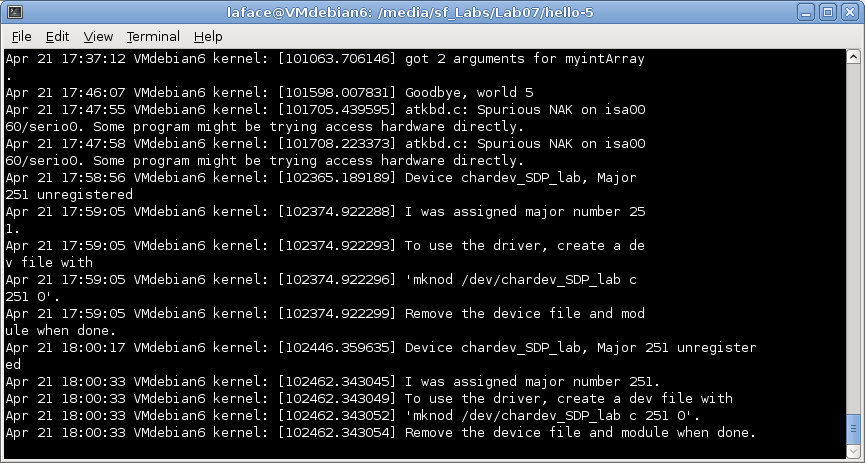 laface@VMdebian6: /media/sf_Labs/Lab07/hello-5
File Edit View Terminal Help
Apr 21 17:37:12 VMdebian6 kernel: [101063.706146] got 2 arguments for myintArray
.
Apr 21 17:46:07 VMdebian6 kernel: [101598.007831] Goodbye, world 5
Apr 21 17:47:55 VMdebian6 kernel: [101705.439595] atkbd.c: Spurious NAK on isa00
60/serio0. Some program might be trying access hardware directly.
Apr 21 17:47:58 VMdebian6 kernel: [101708.223373] atkbd.c: Spurious NAK on isa00
60/serio0. Some program might be trying access hardware directly.
Apr 21 17:58:56 VMdebian6 kernel: [102365.189189] Device chardev_SDP_lab, Major
251 unregistered
Apr 21 17:59:05 VMdebian6 kernel: [102374.922288] I was assigned major number 25
1.
Apr 21 17:59:05 VMdebian6 kernel: [102374.922293] To use the driver, create a de
v file with
Apr 21 17:59:05 VMdebian6 kernel: [102374.922296] 'mknod /dev/chardev_SDP_lab c
251 0'.
Apr 21 17:59:05 VMdebian6 kernel: [102374.922299] Remove the device file and mod
ule when done.
Apr 21 18:00:17 VMdebian6 kernel: [102446.359635] Device chardev_SDP_lab, Major 251 unregister
ed
Apr 21 18:00:33 VMdebian6 kernel: [102462.343045] I was assigned major number 251.
Apr 21 18:00:33 VMdebian6 kernel: [102462.343049] To use the driver, create a dev file with
Apr 21 18:00:33 VMdebian6 kernel: [102462.343052] 'mknod /dev/chardev_SDP_lab c 251 0'.
Apr 21 18:00:33 VMdebian6 kernel: [102462.343054] Remove the device file and module when done.